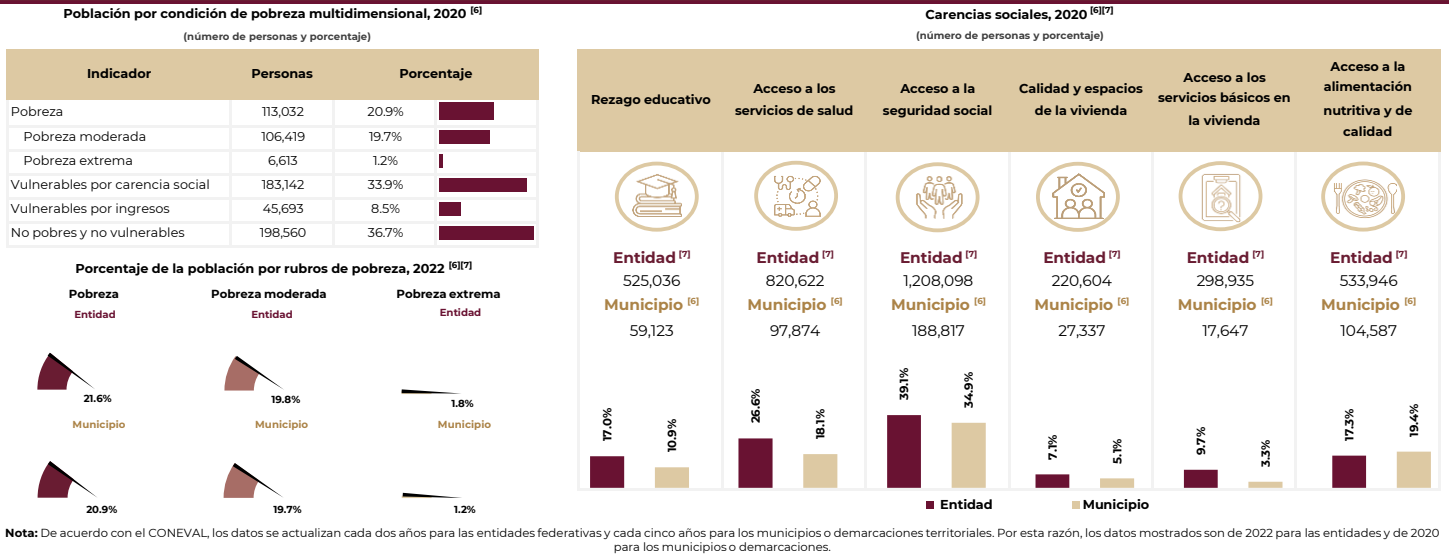 Población por condición de pobreza multidimensional, 2020 [6]
(número de personas y porcentaje)
Indicador Personas Porcentaje
Pobreza 113,032 20.9%
Pobreza moderada 106,419 19.7%
Pobreza extrema 6,613 1.2%
Vulnerables por carencia social 183,142 33.9%
Vulnerables por ingresos 45,693 8.5%
No pobres y no vulnerables 198,560 36.7%
Porcentaje de la población por rubros de pobreza, 2022 [6][7]
Pobreza Pobreza moderada Pobreza extrema
Entidad Entidad Entidad
21.6% 19.8% 1.8%
Municipio Municipio Municipio
20.9% 19.7% 1.2%
Carencias sociales, 2020 [6][7]
(número de personas y porcentaje)
Rezago educativo
Acceso a los
servicios de salud
Acceso a la
seguridad social
Calidad y espacios
de la vivienda
Acceso a los
servicios básicos en
la vivienda
Acceso a la
alimentación
nutritiva y de
calidad
Entidad [7] Entidad [7] Entidad [7] Entidad [7] Entidad [7] Entidad [7]
525,036 820,622 1,208,098 220,604 298,935 533,946
Municipio [6] Municipio [6] Municipio [6] Municipio [6] Municipio [6] Municipio [6]
59,123 97,874 188,817 27,337 17,647 104,587
17.0% 10.9% 26.6% 18.1% 39.1% 34.9% 7.1% 5.1% 9.7% 3.3% 17.3% 19.4%
Entidad Municipio
Nota: De acuerdo con el CONEVAL, los datos se actualizan cada dos años para las entidades federativas y cada cinco años para los municipios o demarcaciones territoriales. Por esta razón, los datos mostrados son de 2022 para las entidades y de 2020
para los municipios o demarcaciones.